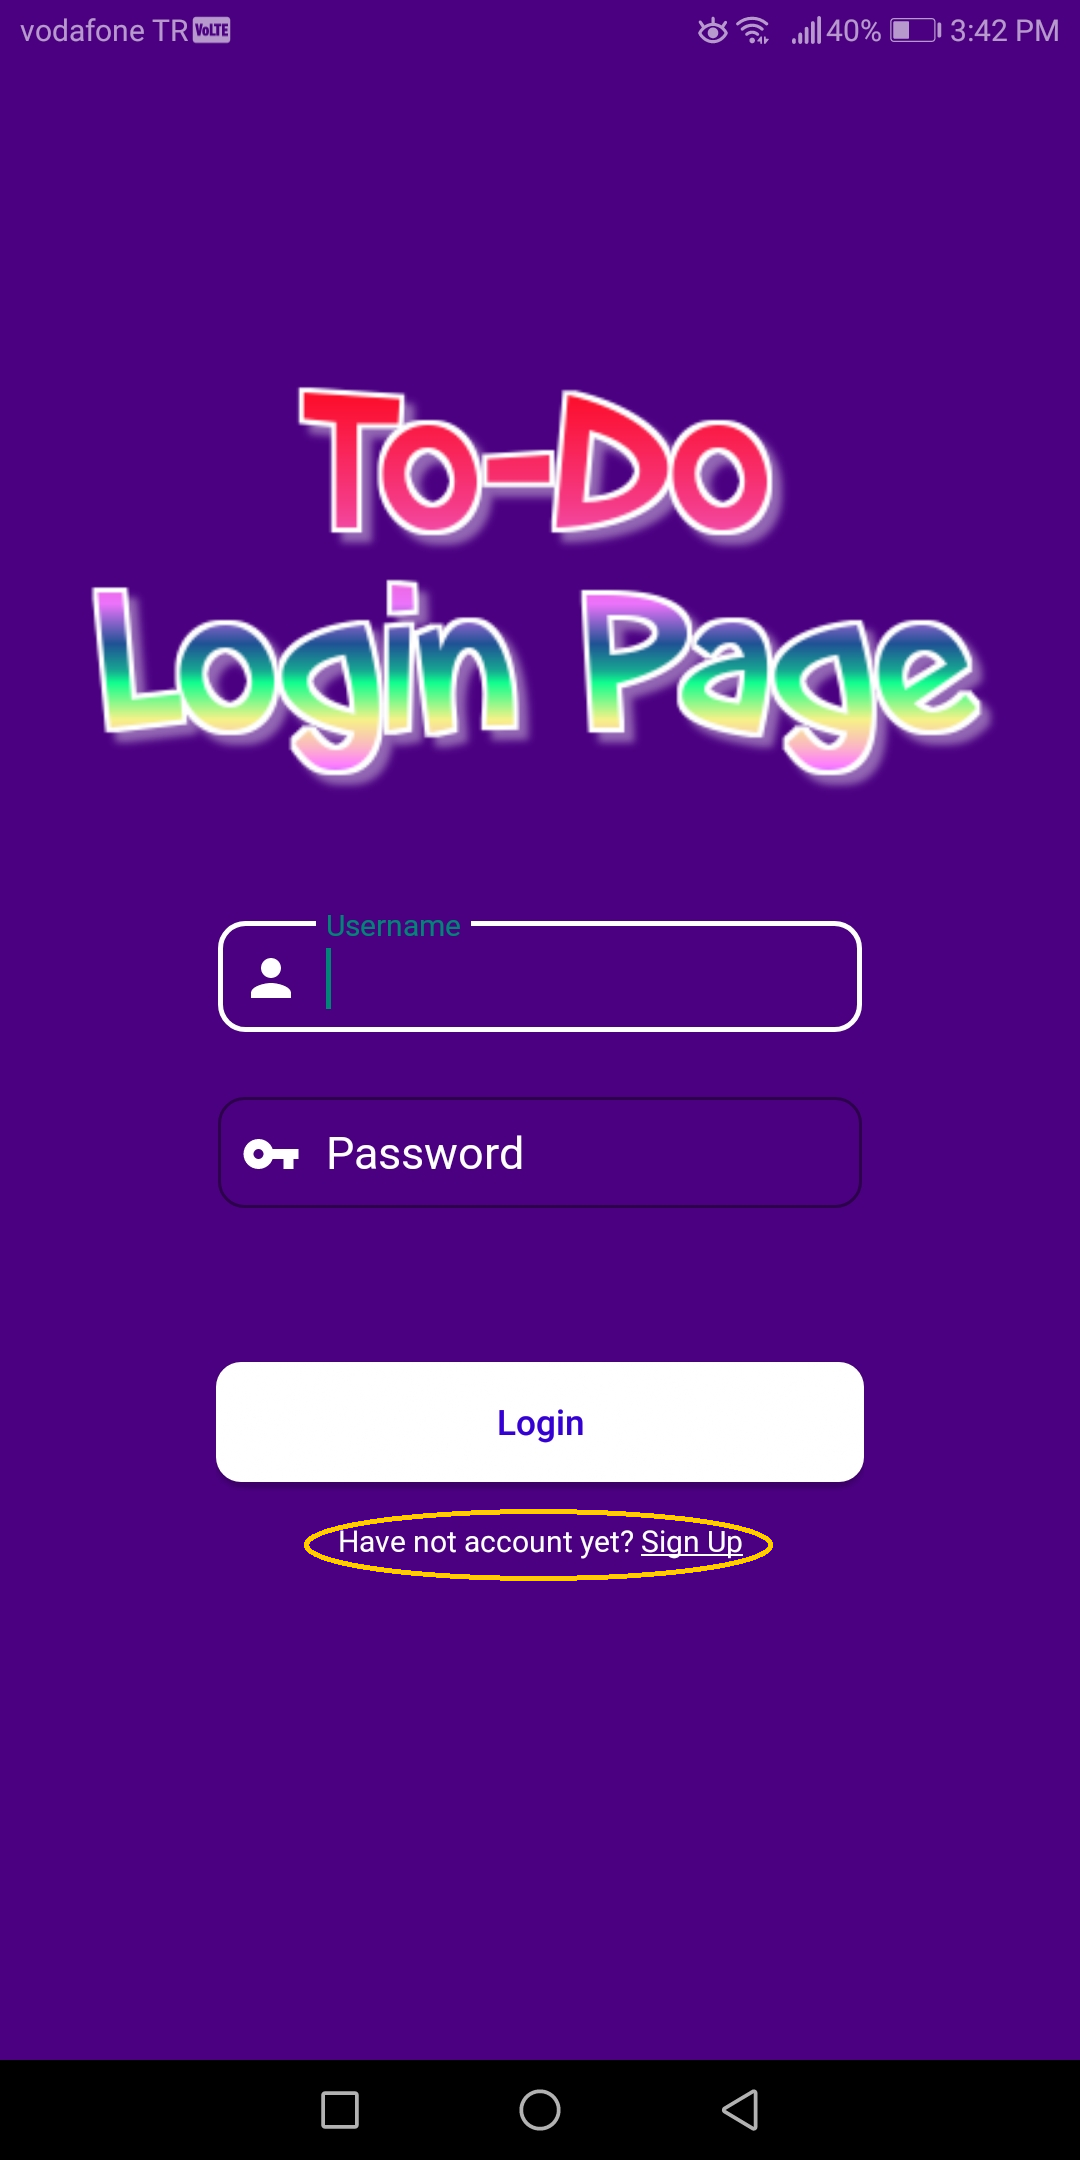 vodafone TR VoLTE 40% 3:42 PM
To-Do
Login Page
Username
Password
Login
Have not account yet? Sign Up